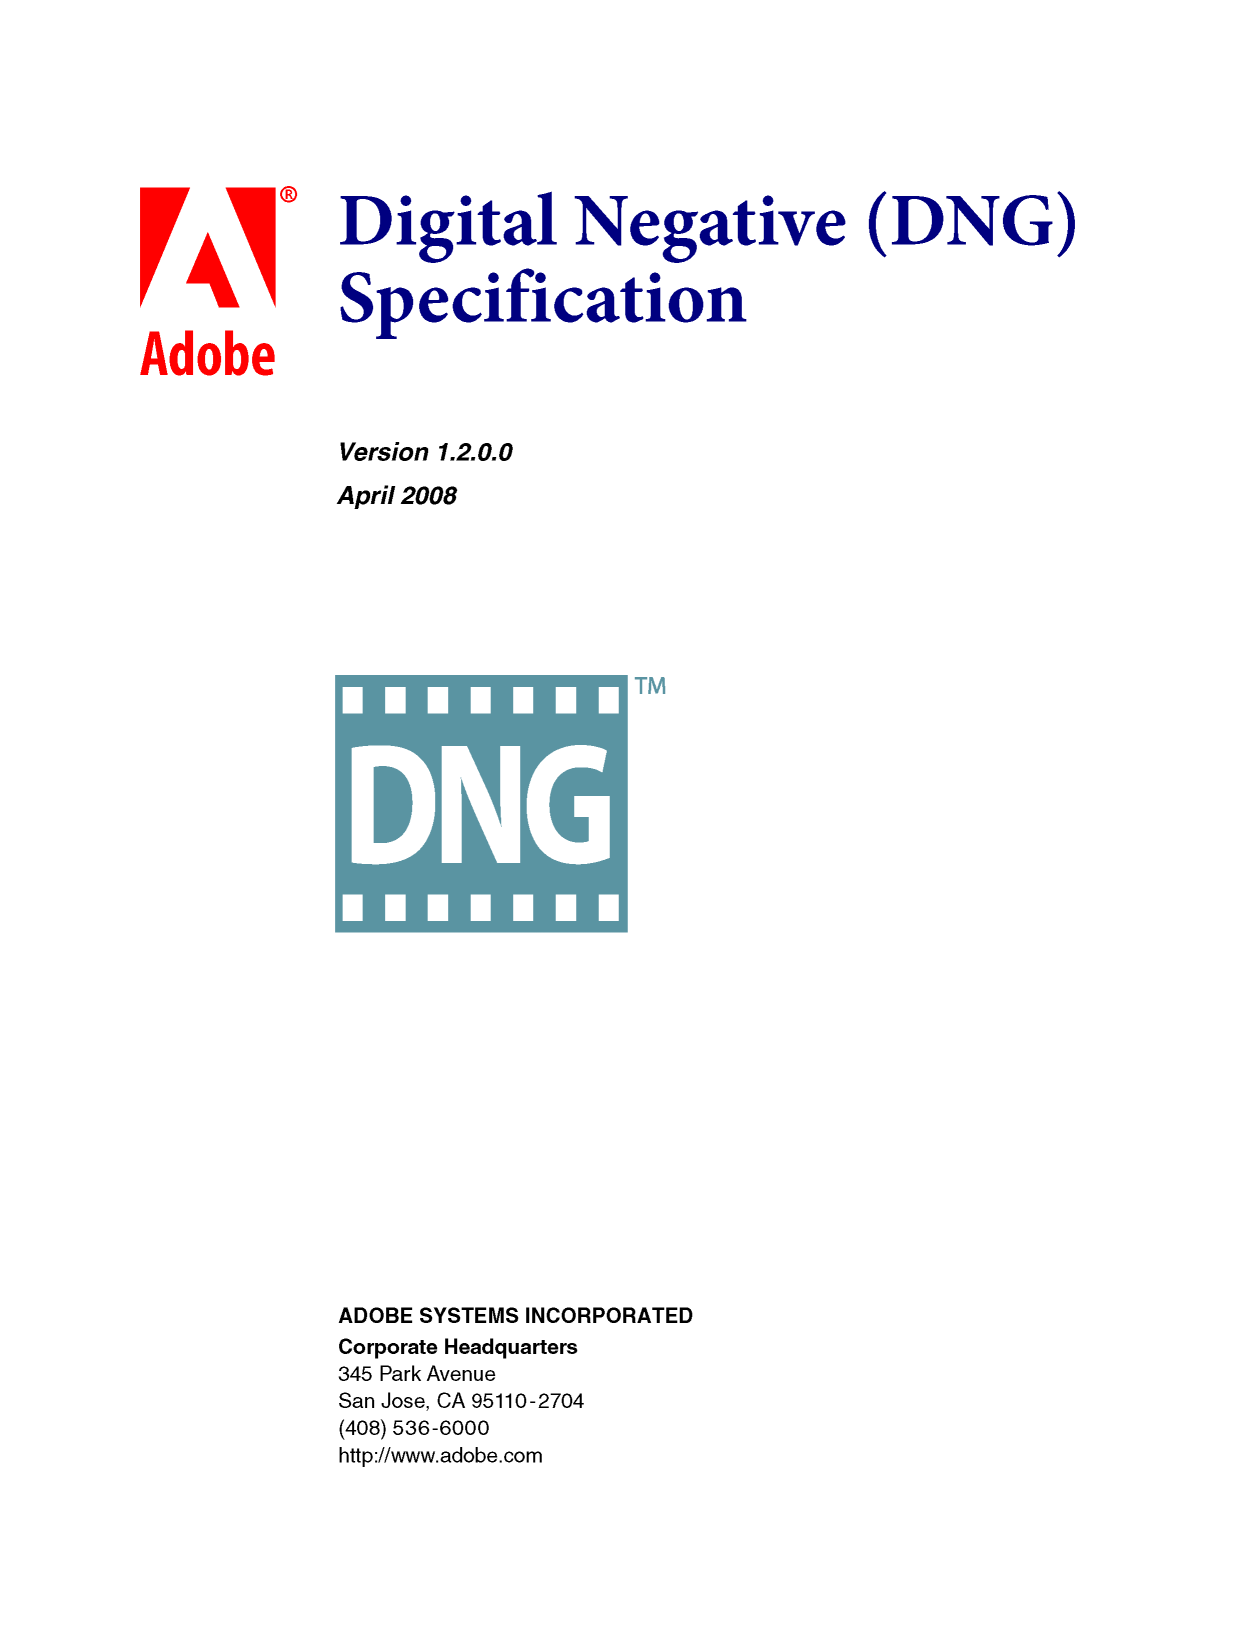 Adobe®
Digital Negative (DNG)
Specification
Version 1.2.0.0
April 2008
DNG™
ADOBE SYSTEMS INCORPORATED
Corporate Headquarters
345 Park Avenue
San Jose, CA 95110-2704
(408) 536-6000
http://www.adobe.com